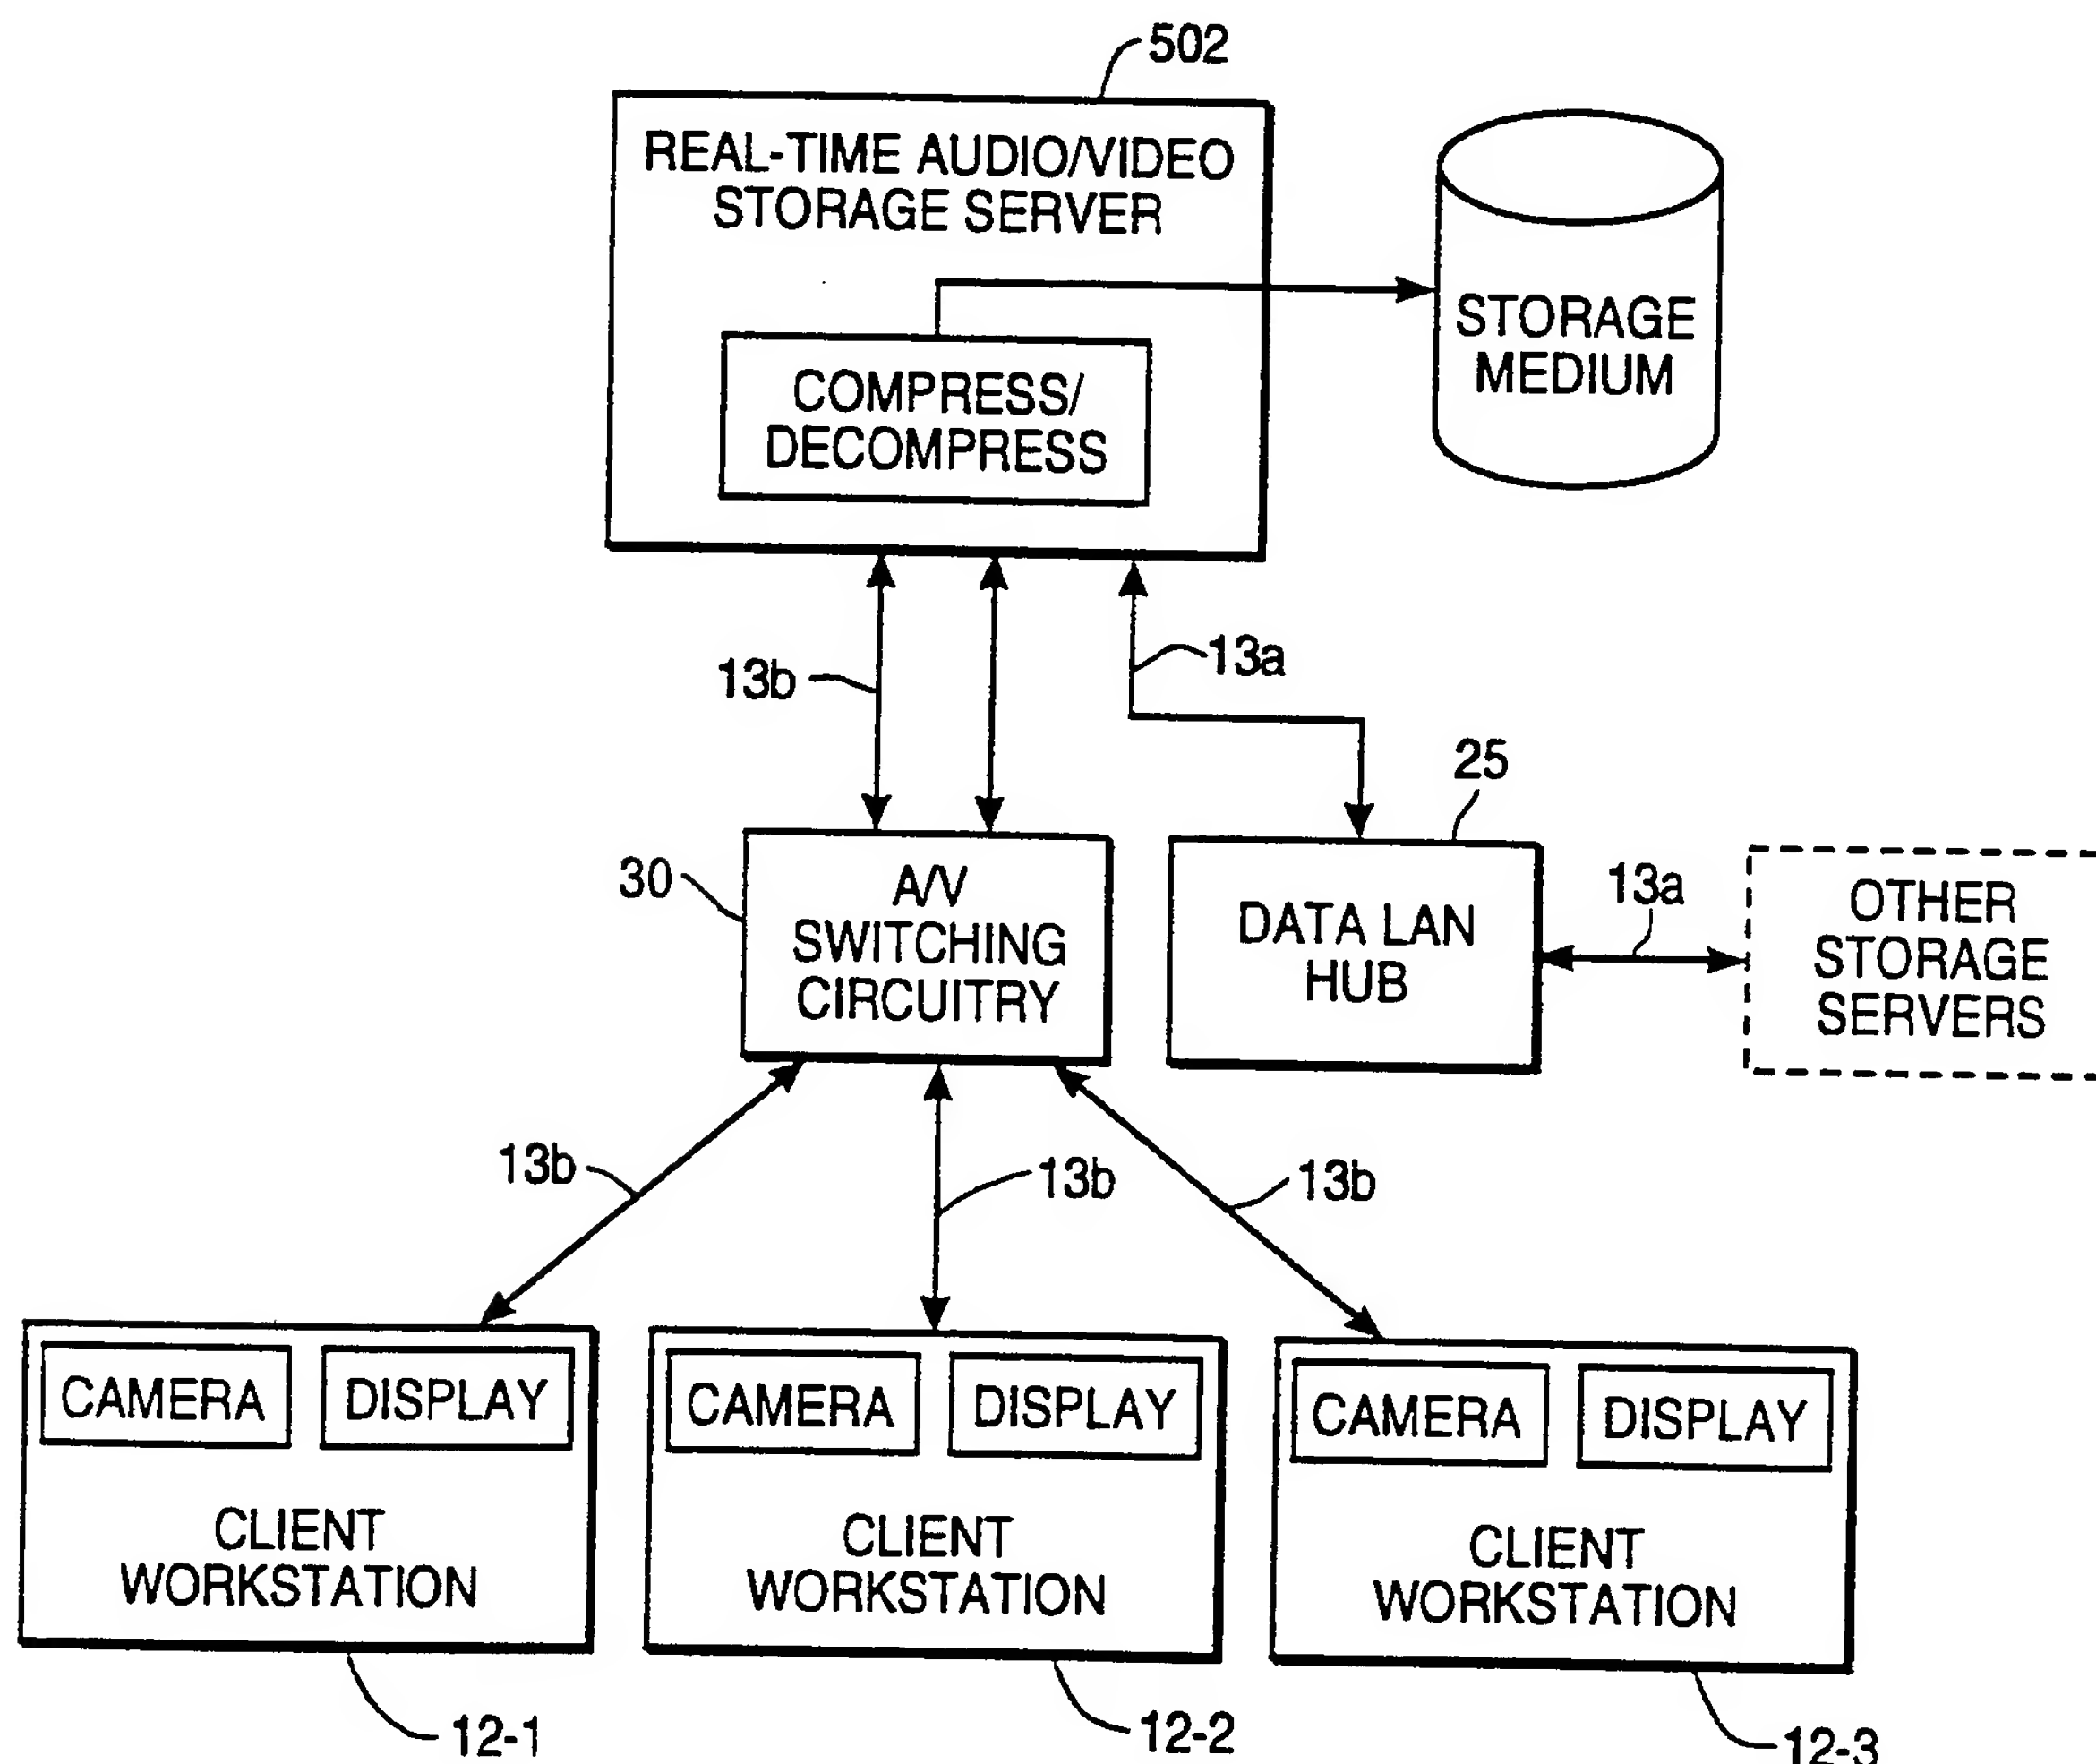 502
REAL-TIME AUDIO/VIDEO
STORAGE SERVER
COMPRESS/
DECOMPRESS
STORAGE
MEDIUM
13b
13a
25
30
A/V
SWITCHING
CIRCUITRY
DATA LAN
HUB
13a
OTHER
STORAGE
SERVERS
13b
13b
13b
CAMERA
DISPLAY
CLIENT
WORKSTATION
CAMERA
DISPLAY
CLIENT
WORKSTATION
CAMERA
DISPLAY
CLIENT
WORKSTATION
12-1
12-2
12-3